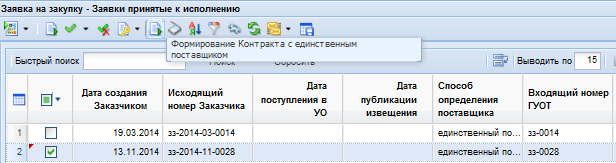 Заявка на закупку - Заявки принятые к исполнению
Формирование Контракта с единственным
поставщиком
Быстрый поиск
Поиск
Сбросить
Выводить по
15
Дата создания
Заказчиком
Исходящий
номер Заказчика
Дата
поступления в
УО
Дата
публикации
извещения
Способ
определения
поставщика
Входящий номер
ГУОТ
1 19.03.2014 зз-2014-03-0014 единственный по... зз-0014
2 13.11.2014 зз-2014-11-0028 единственный по... зз-0028